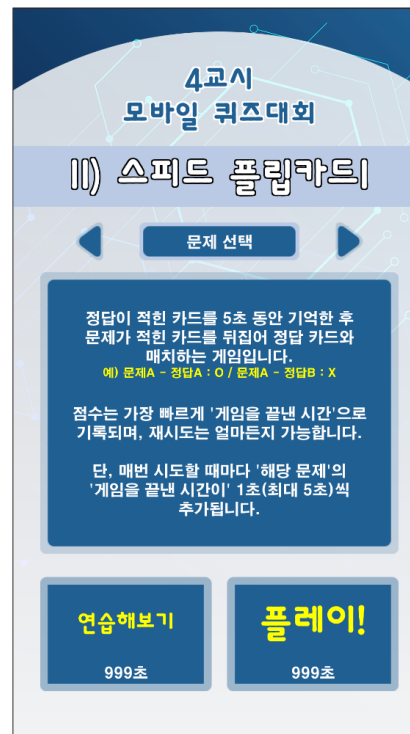 4교시
모바일 퀴즈대회
II) 스피드 플립카드I
문제 선택
정답이 적힌 카드를 5초 동안 기억한 후
문제가 적힌 카드를 뒤집어 정답 카드와
매치하는 게임입니다.
예) 문제A - 정답A : O / 문제A - 정답B : X
점수는 가장 빠르게 '게임을 끝낸 시간'으로
기록되며, 재시도는 얼마든지 가능합니다.
단, 매번 시도할 때마다 '해당 문제'의
'게임을 끝낸 시간이' 1초(최대 5초)씩
추가됩니다.
연습해보기
999초
플레이!
999초